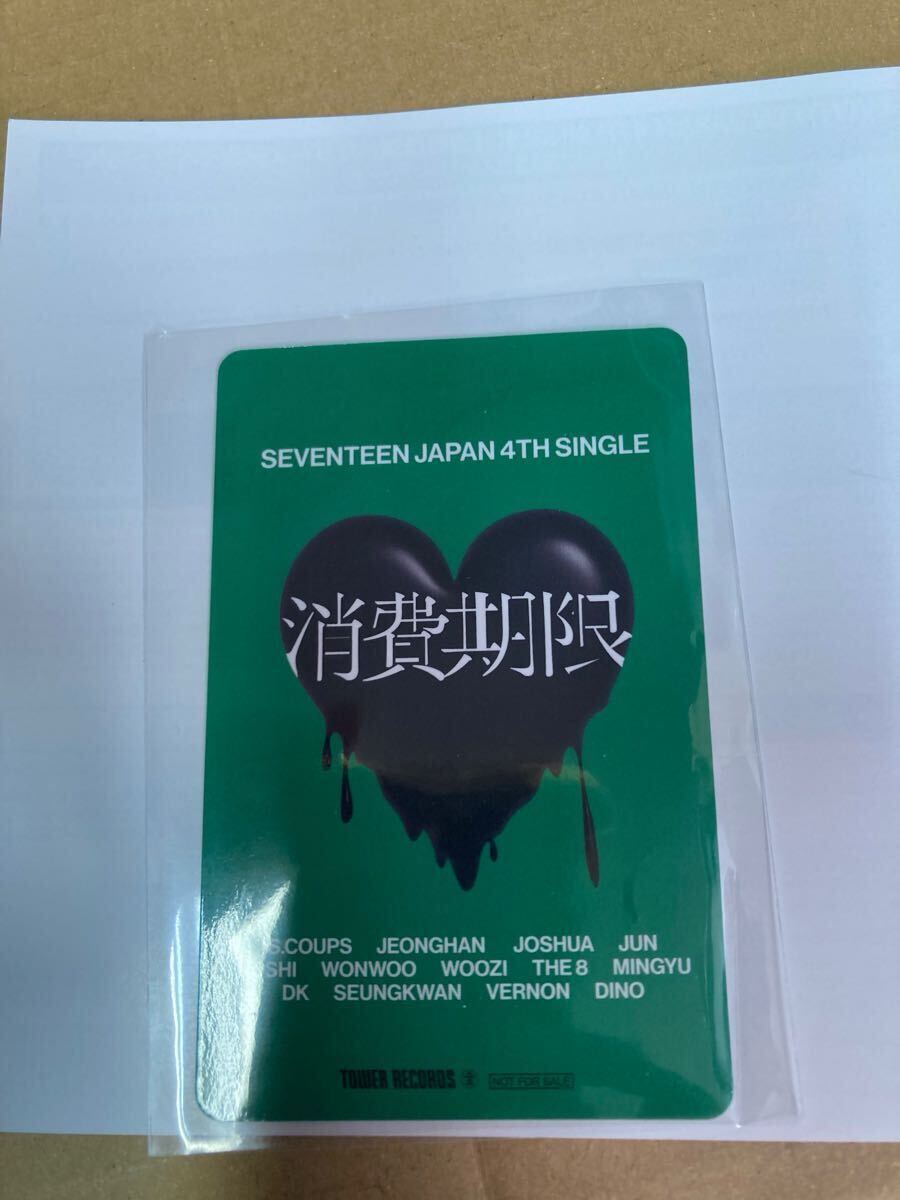 SEVENTEEN JAPAN 4TH SINGLE
消費期限
S.COUPS JEONGHAN JOSHUA JUN
SHI WONWOO WOOZI THE 8 MINGYU
DK SEUNGKWAN VERNON DINO
TOWER RECORDS NOT FOR SALE